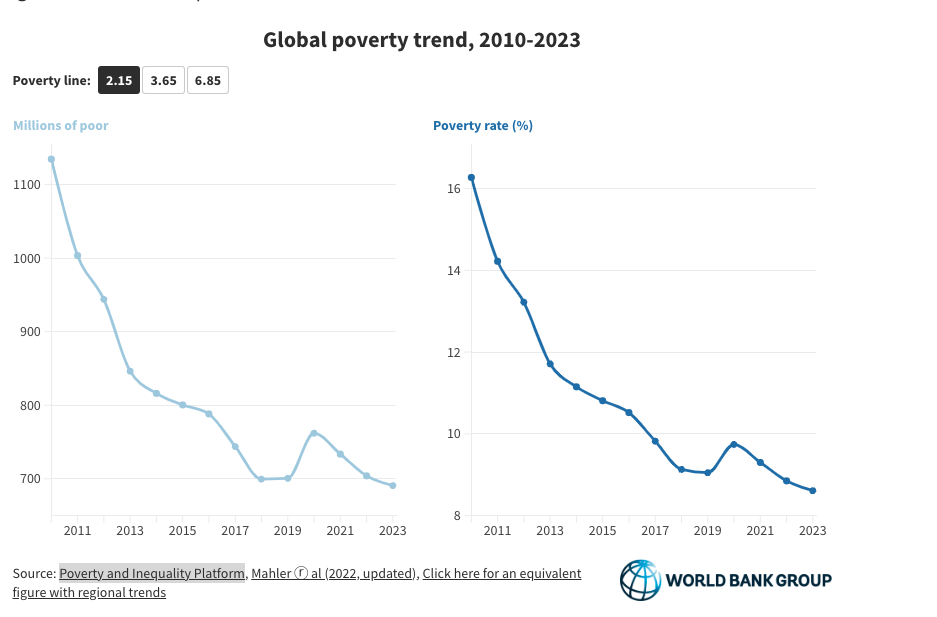 Global poverty trend, 2010-2023
Poverty line: 2.15 3.65 6.85
Millions of poor
1100
1000
900
800
700
2011 2013 2015 2017 2019 2021 2023
Poverty rate (%)
16
14
12
10
8
2011 2013 2015 2017 2019 2021 2023
Source: Poverty and Inequality Platform, Mahler ⓡ al (2022, updated), Click here for an equivalent
figure with regional trends
WORLD BANK GROUP